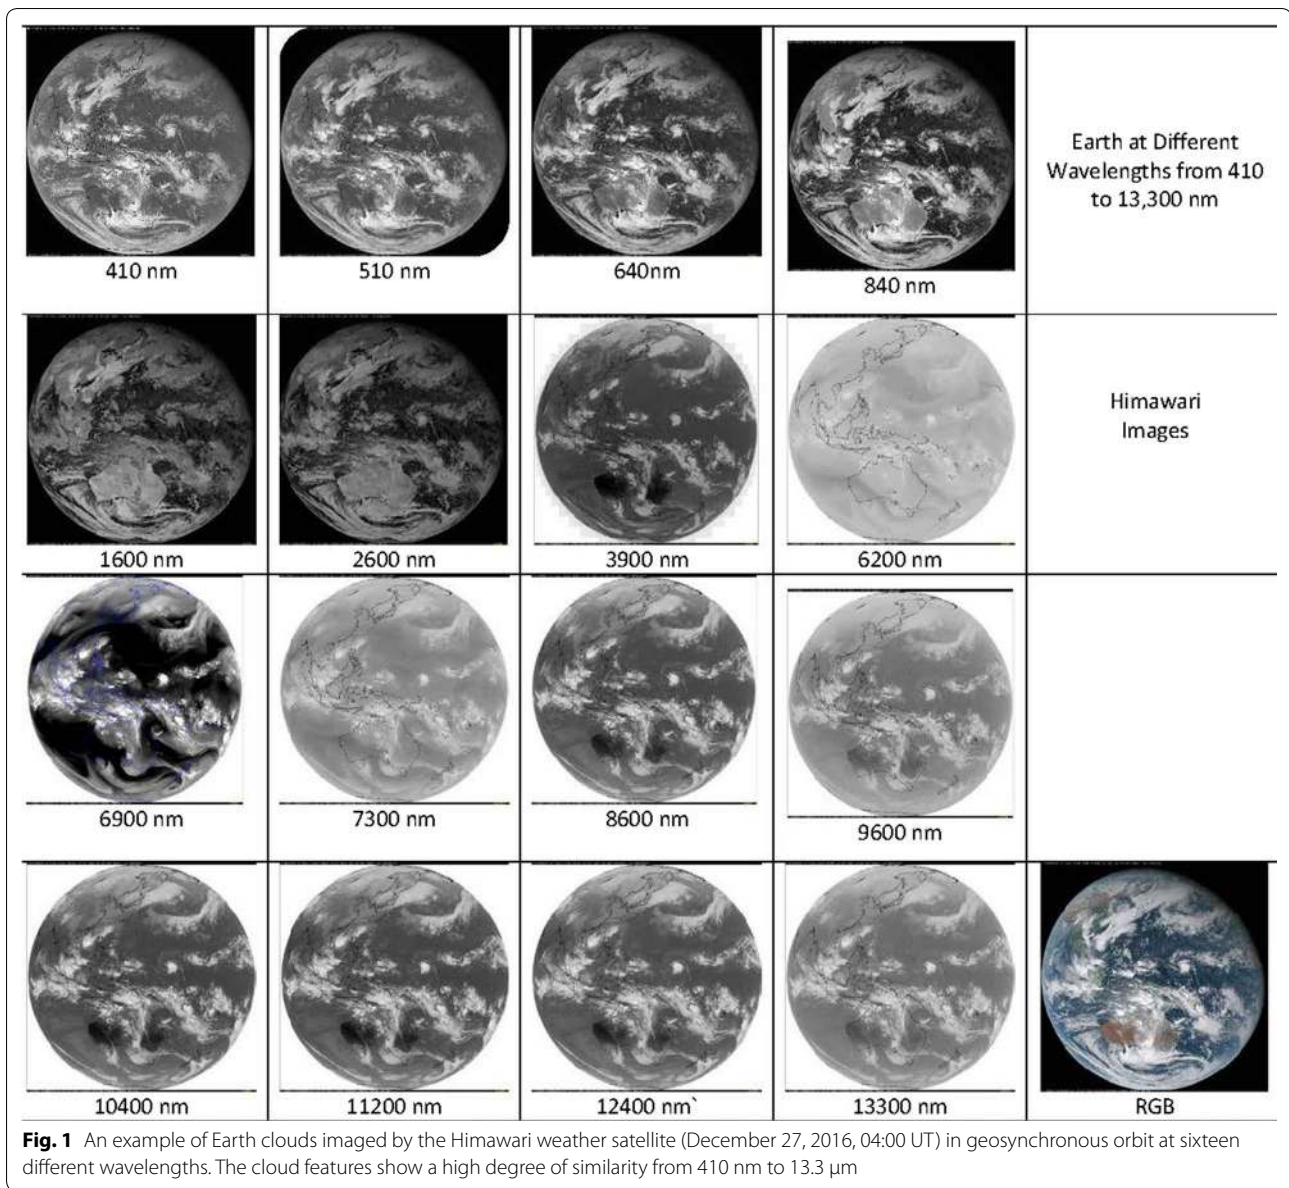 410 nm
510 nm
640nm
840 nm
Earth at Different
Wavelengths from 410
to 13,300 nm
1600 nm
2600 nm
3900 nm
6200 nm
Himawari
Images
6900 nm
7300 nm
8600 nm
9600 nm
10400 nm
11200 nm
12400 nm`
13300 nm
RGB
Fig. 1 An example of Earth clouds imaged by the Himawari weather satellite (December 27, 2016, 04:00 UT) in geosynchronous orbit at sixteen
different wavelengths. The cloud features show a high degree of similarity from 410 nm to 13.3 µm